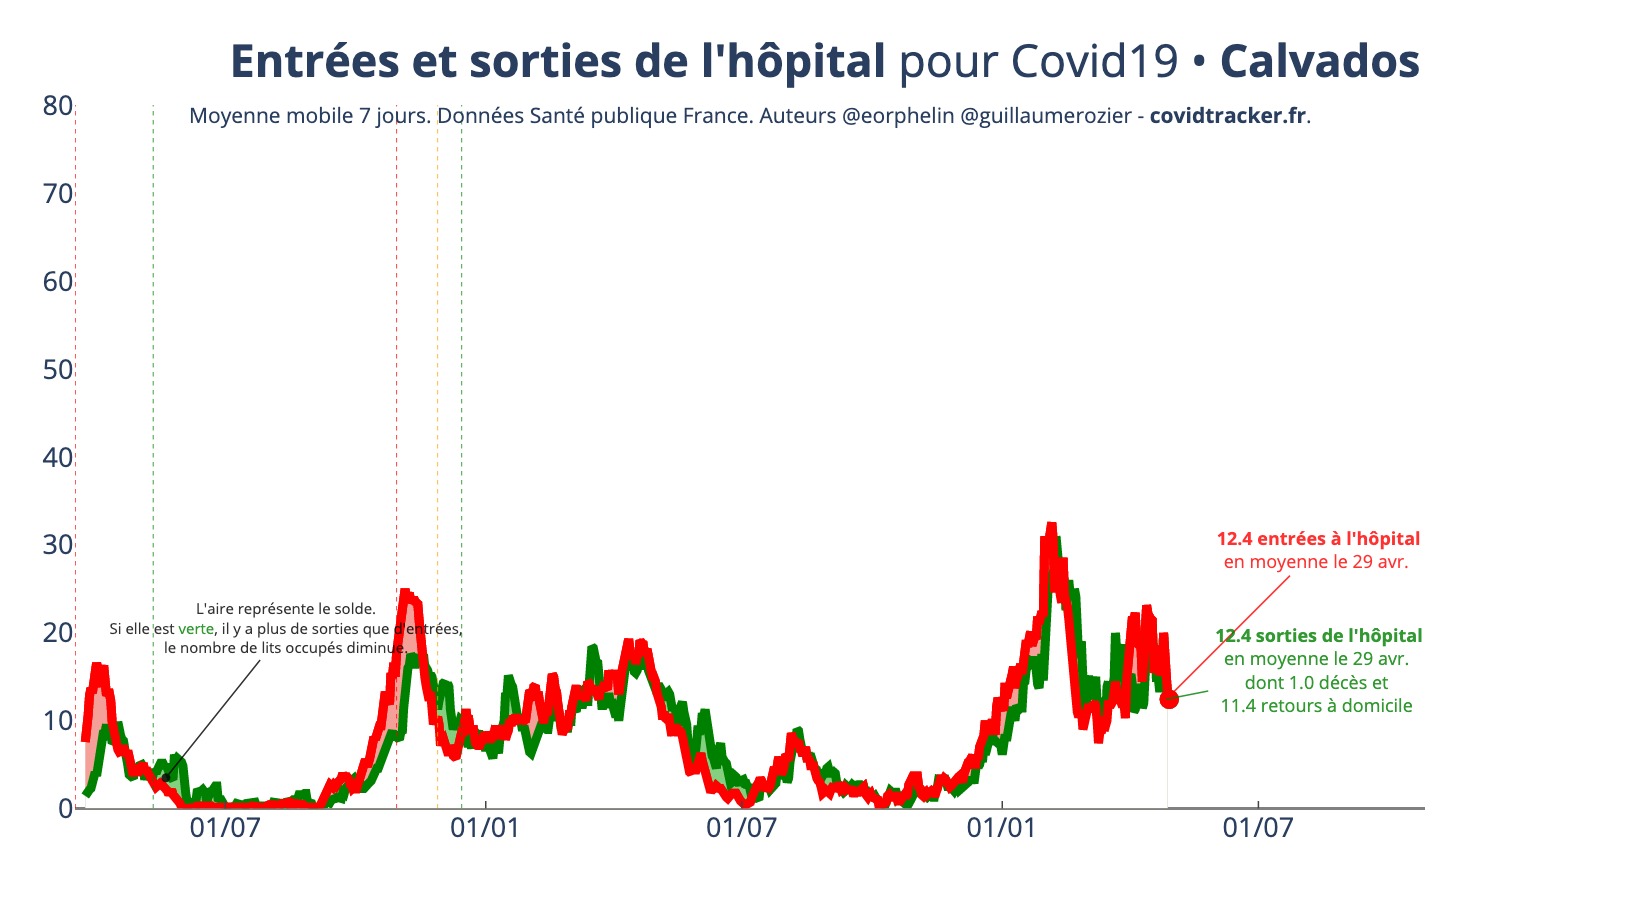 Entrées et sorties de l'hôpital pour Covid19 • Calvados
Moyenne mobile 7 jours. Données Santé publique France. Auteurs @eorphelin @guillaumerozier - covidtracker.fr.
80
70
60
50
40
30
20
10
0
12.4 entrées à l'hôpital
en moyenne le 29 avr.
L'aire représente le solde.
Si elle est verte, il y a plus de sorties que d'entrées,
le nombre de lits occupés diminue.
12.4 sorties de l'hôpital
en moyenne le 29 avr.
dont 1.0 décès et
11.4 retours à domicile
01/07
01/01
01/07
01/01
01/07